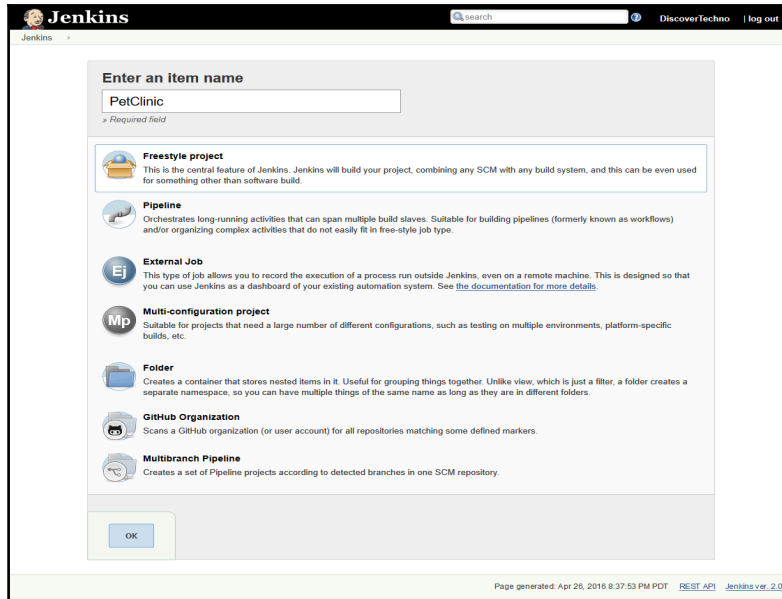 Jenkins
search
DiscoverTechno | log out
Jenkins ›
Enter an item name
PetClinic
» Required field
Freestyle project
This is the central feature of Jenkins. Jenkins will build your project, combining any SCM with any build system, and this can be even used
for something other than software build.
Pipeline
Orchestrates long-running activities that can span multiple build slaves. Suitable for building pipelines (formerly known as workflows)
and/or organizing complex activities that do not easily fit in free-style job type.
Ej
External Job
This type of job allows you to record the execution of a process run outside Jenkins, even on a remote machine. This is designed so that
you can use Jenkins as a dashboard of your existing automation system. See the documentation for more details.
Mp
Multi-configuration project
Suitable for projects that need a large number of different configurations, such as testing on multiple environments, platform-specific
builds, etc.
Folder
Creates a container that stores nested items in it. Useful for grouping things together. Unlike view, which is just a filter, a folder creates a
separate namespace, so you can have multiple things of the same name as long as they are in different folders.
GitHub Organization
Scans a GitHub organization (or user account) for all repositories matching some defined markers.
Multibranch Pipeline
Creates a set of Pipeline projects according to detected branches in one SCM repository.
OK
Page generated: Apr 26, 2016 8:37:53 PM PDT REST API Jenkins ver. 2.0